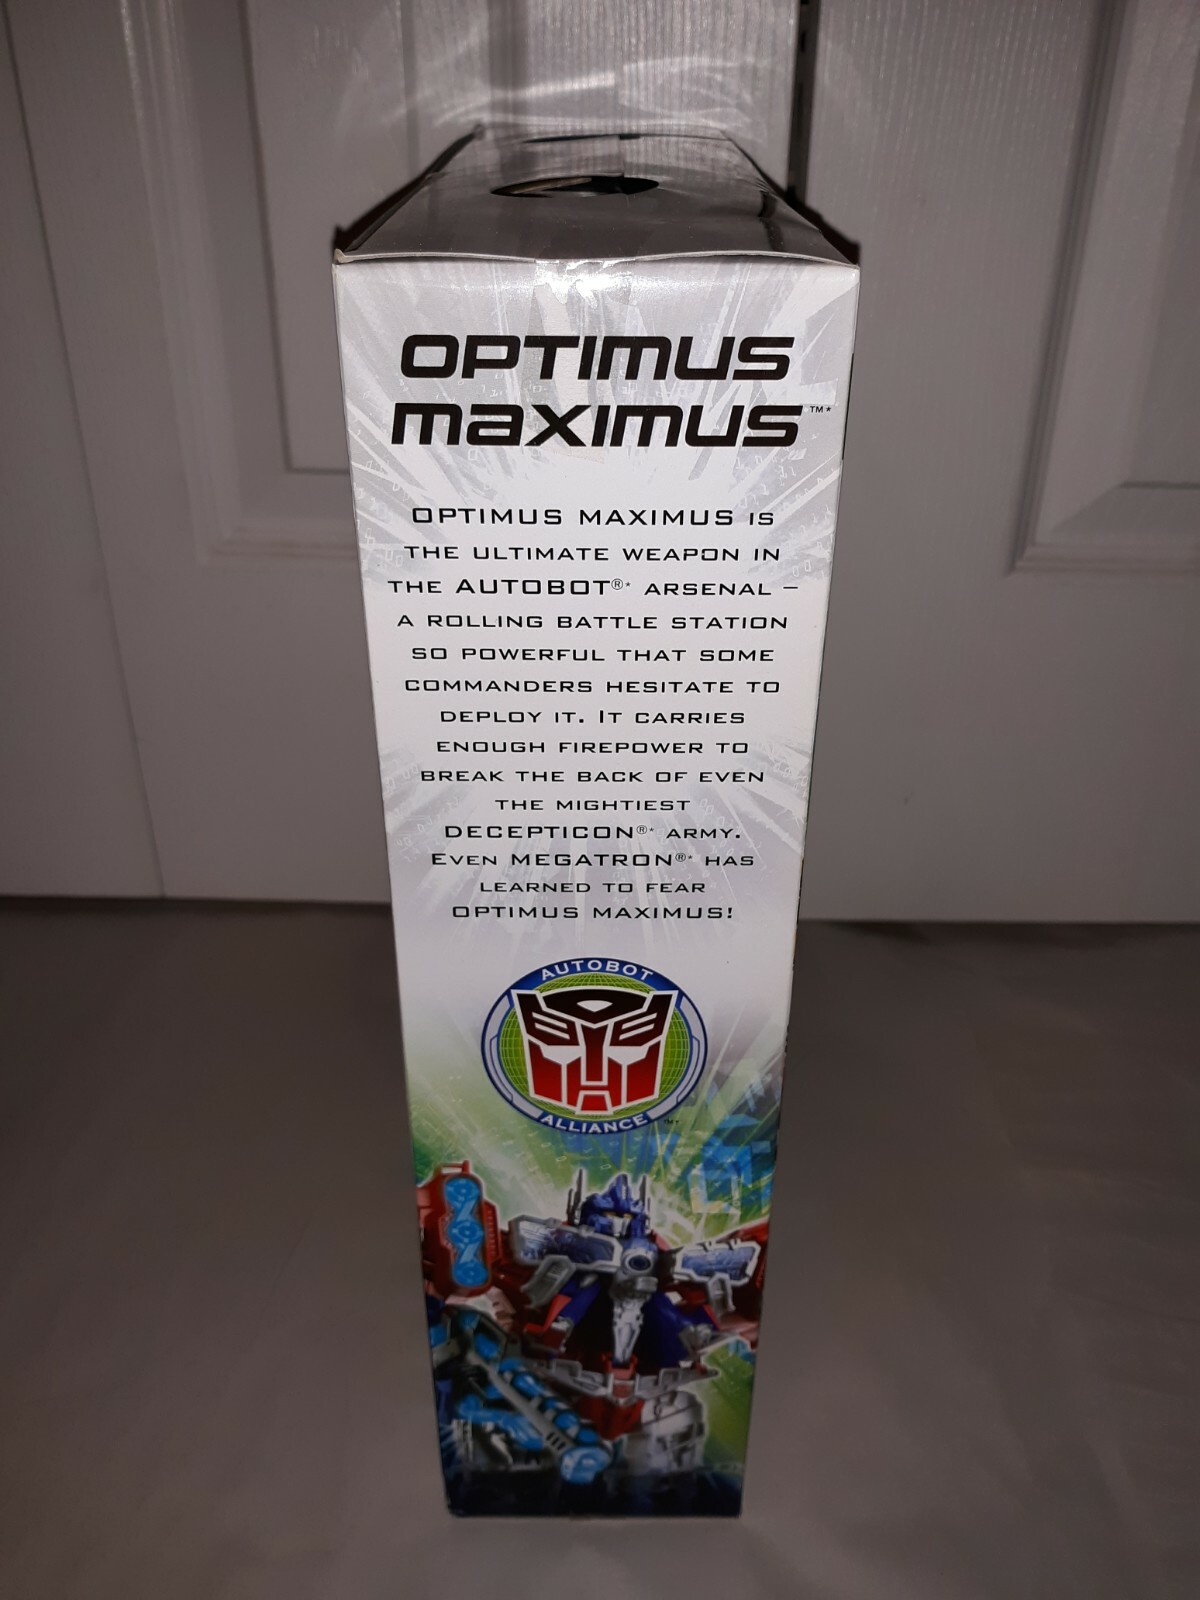 OPTIMUS
MAXIMUS™*
OPTIMUS MAXIMUS IS
THE ULTIMATE WEAPON IN
THE AUTOBOT®* ARSENAL –
A ROLLING BATTLE STATION
SO POWERFUL THAT SOME
COMMANDERS HESITATE TO
DEPLOY IT. IT CARRIES
ENOUGH FIREPOWER TO
BREAK THE BACK OF EVEN
THE MIGHTIEST
DECEPTICON®* ARMY.
EVEN MEGATRON®* HAS
LEARNED TO FEAR
OPTIMUS MAXIMUS!
AUTOBOT
ALLIANCE™*